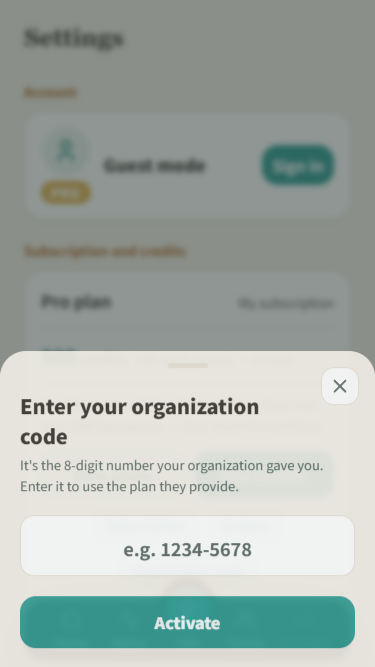 Settings
Account
Guest mode
Sign in
PRO
Subscription and credits
Pro plan
My subscription
Enter your organization
code
It's the 8-digit number your organization gave you.
Enter it to use the plan they provide.
e.g. 1234-5678
Activate